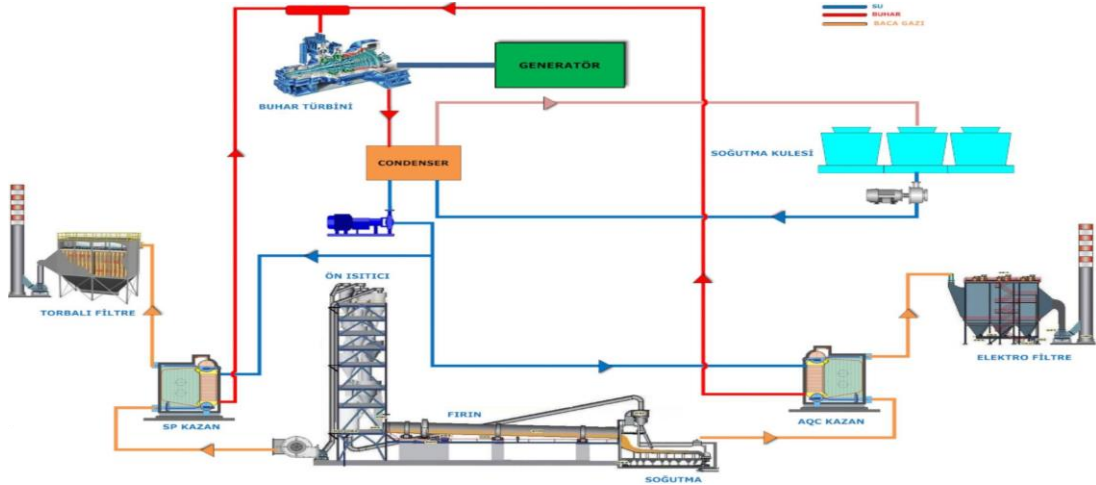 SU
BUHAR
BACA GAZI
GENERATÖR
BUHAR TÜRBİNİ
CONDENSER
SOĞUTMA KULESİ
ÖN ISITICI
TORBALI FİLTRE
ELEKTRO FİLTRE
FIRIN
SP KAZAN
AQC KAZAN
SOĞUTMA